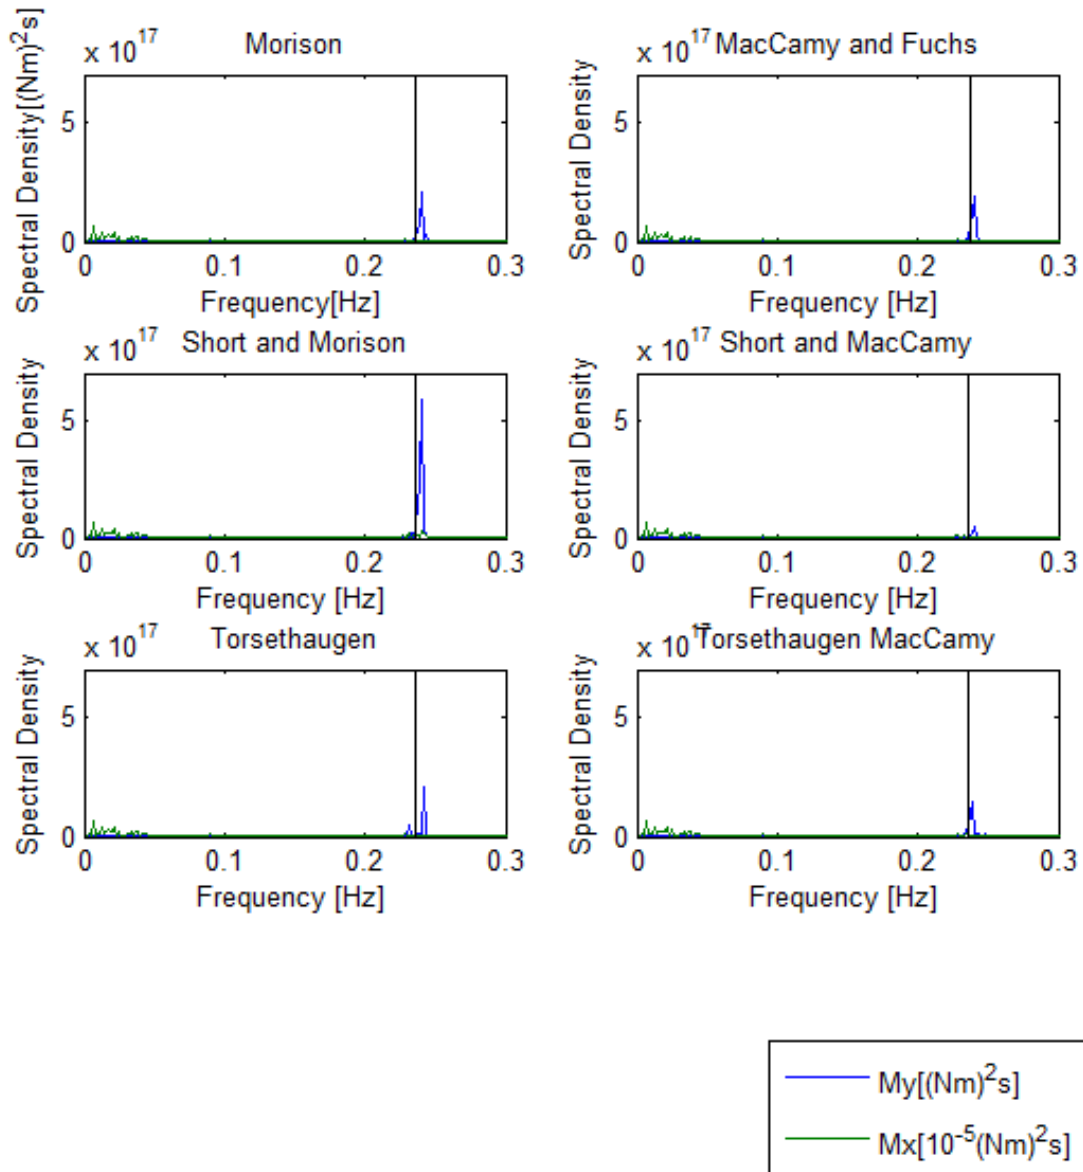 x 10^17 Morison
Spectral Density[(Nm)^2s]
5
0
0 0.1 0.2 0.3
Frequency[Hz]
x 10^17 MacCamy and Fuchs
Spectral Density
5
0
0 0.1 0.2 0.3
Frequency [Hz]
x 10^17 Short and Morison
Spectral Density
5
0
0 0.1 0.2 0.3
Frequency [Hz]
x 10^17 Short and MacCamy
Spectral Density
5
0
0 0.1 0.2 0.3
Frequency [Hz]
x 10^17 Torsethaugen
Spectral Density
5
0
0 0.1 0.2 0.3
Frequency [Hz]
x 10^17 Torsethaugen MacCamy
Spectral Density
5
0
0 0.1 0.2 0.3
Frequency [Hz]
My[(Nm)^2s]
Mx[10^-5(Nm)^2s]